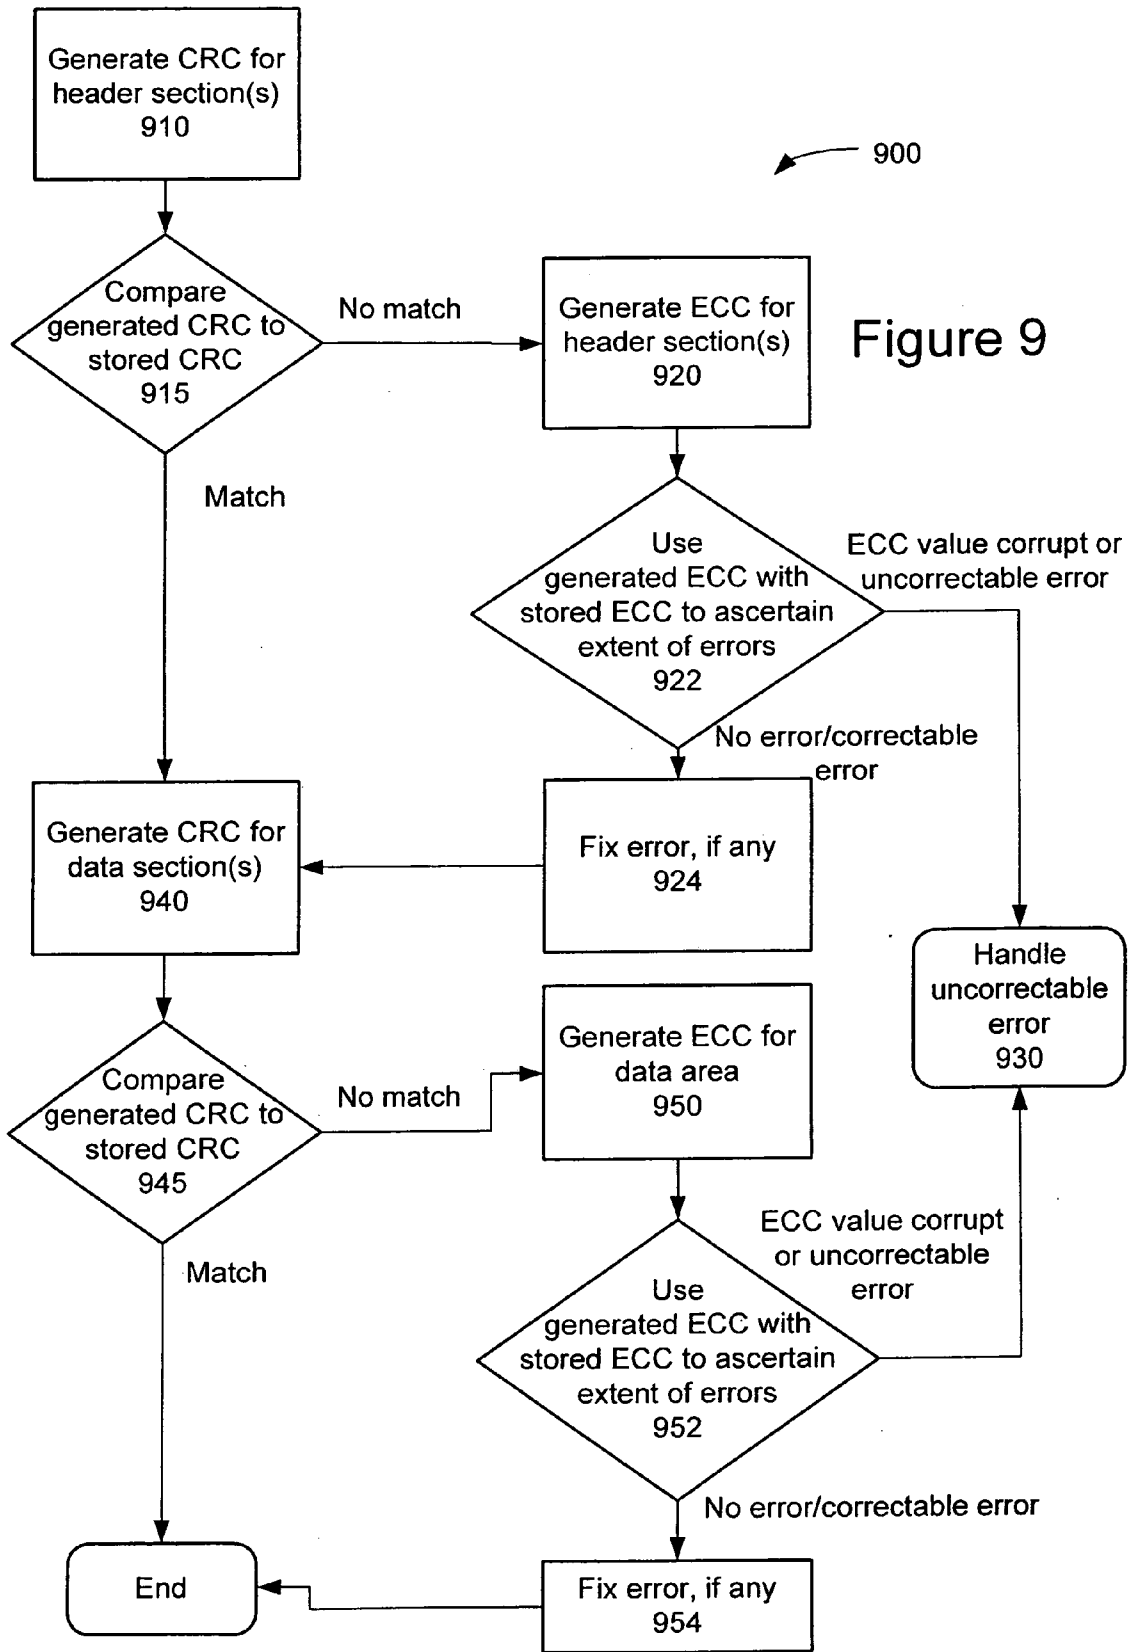 Generate CRC for
header section(s)
910
900
Compare
generated CRC to
stored CRC
915
No match
Generate ECC for
header section(s)
920
Figure 9
Match
Use
generated ECC with
stored ECC to ascertain
extent of errors
922
ECC value corrupt or
uncorrectable error
No error/correctable
error
Generate CRC for
data section(s)
940
Fix error, if any
924
Handle
uncorrectable
error
930
Compare
generated CRC to
stored CRC
945
No match
Generate ECC for
data area
950
Match
ECC value corrupt
or uncorrectable
error
Use
generated ECC with
stored ECC to ascertain
extent of errors
952
No error/correctable error
End
Fix error, if any
954